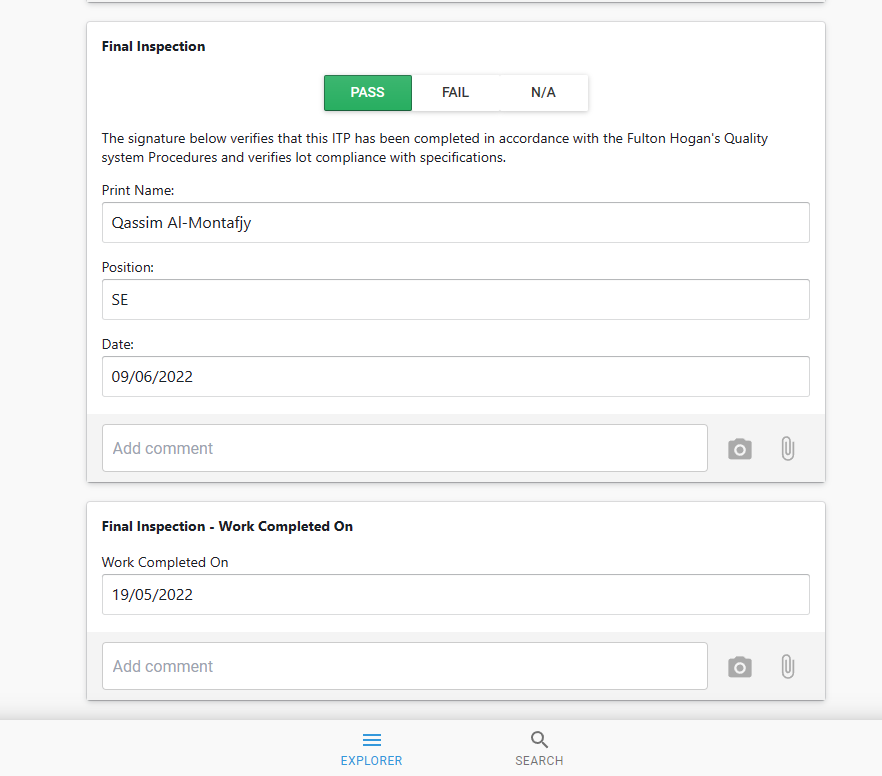 Final Inspection
PASS FAIL N/A
The signature below verifies that this ITP has been completed in accordance with the Fulton Hogan's Quality
system Procedures and verifies lot compliance with specifications.
Print Name:
Qassim Al-Montafjy
Position:
SE
Date:
09/06/2022
Add comment
Final Inspection - Work Completed On
Work Completed On
19/05/2022
Add comment
EXPLORER SEARCH